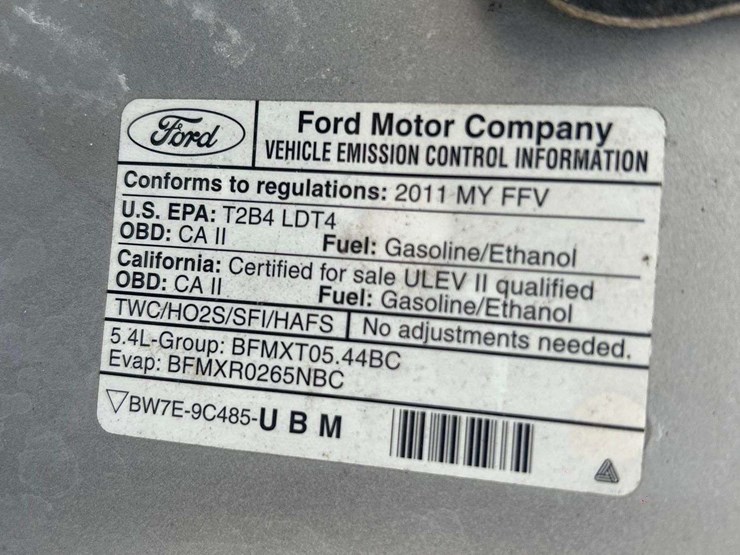 Ford
Ford Motor Company
VEHICLE EMISSION CONTROL INFORMATION
Conforms to regulations: 2011 MY FFV
U.S. EPA: T2B4 LDT4
OBD: CA II Fuel: Gasoline/Ethanol
California: Certified for sale ULEV II qualified
OBD: CA II Fuel: Gasoline/Ethanol
TWC/HO2S/SFI/HAFS No adjustments needed.
5.4L-Group: BFMXT05.44BC
Evap: BFMXR0265NBC
BW7E-9C485-U B M